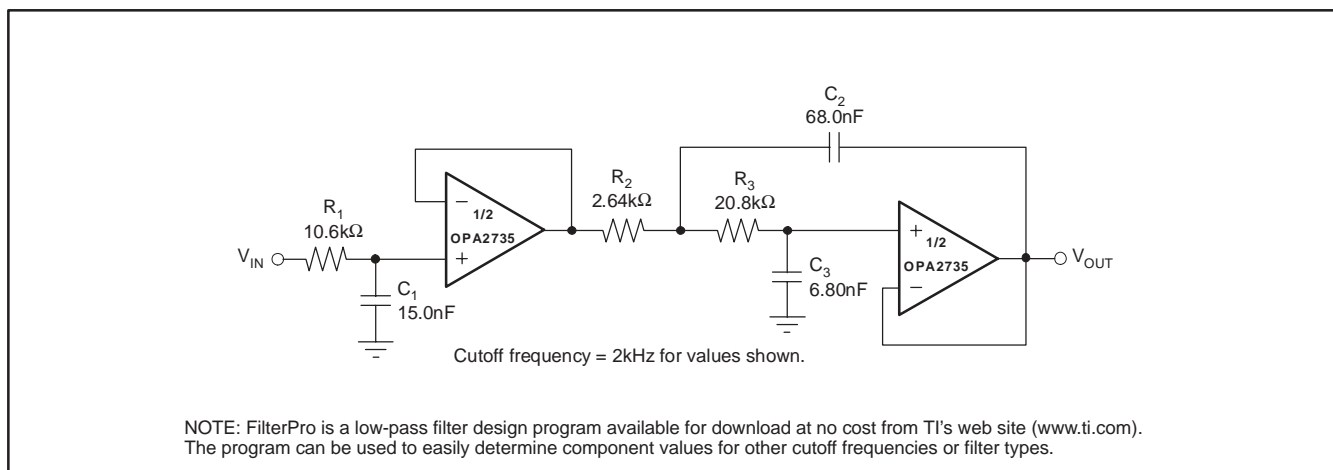 C2
68.0nF
R2
2.64kΩ
R3
20.8kΩ
R1
10.6kΩ
−
1/2
OPA2735
+
+
1/2
OPA2735
−
VIN
VOUT
C1
15.0nF
C3
6.80nF
Cutoff frequency = 2kHz for values shown.
NOTE: FilterPro is a low-pass filter design program available for download at no cost from TI's web site (www.ti.com).
The program can be used to easily determine component values for other cutoff frequencies or filter types.